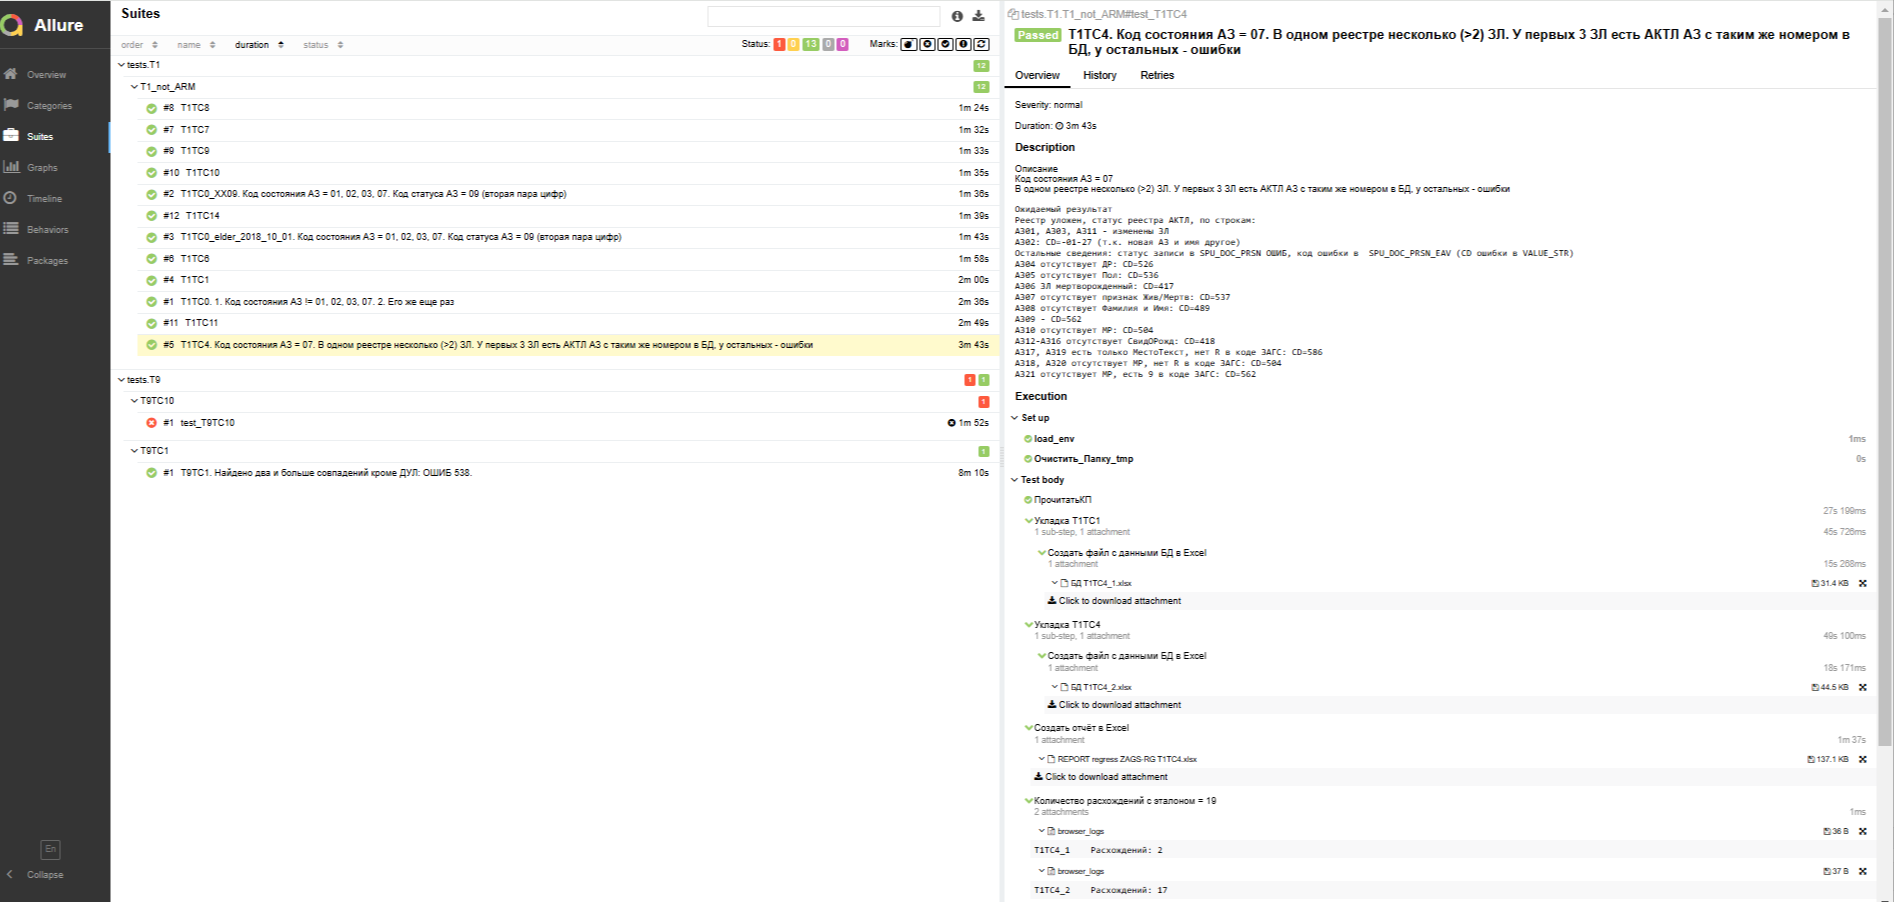 Allure
Overview
Categories
Suites
Graphs
Timeline
Behaviors
Packages
En
Collapse
Suites
order name duration status
Status: 1 0 13 0 0 Marks:
tests.T1 12
T1_not_ARM 12
#8 T1TC8 1m 24s
#7 T1TC7 1m 32s
#9 T1TC9 1m 33s
#10 T1TC10 1m 35s
#2 T1TC0_XX09. Код состояния АЗ = 01, 02, 03, 07. Код статуса АЗ = 09 (вторая пара цифр) 1m 36s
#12 T1TC14 1m 39s
#3 T1TC0_elder_2018_10_01. Код состояния АЗ = 01, 02, 03, 07. Код статуса АЗ = 09 (вторая пара цифр) 1m 43s
#6 T1TC6 1m 58s
#4 T1TC1 2m 00s
#1 T1TC0. 1. Код состояния АЗ != 01, 02, 03, 07. 2. Его же еще раз 2m 36s
#11 T1TC11 2m 49s
#5 T1TC4. Код состояния АЗ = 07. В одном реестре несколько (>2) ЗЛ. У первых 3 ЗЛ есть АКТЛ АЗ с таким же номером в БД, у остальных - ошибки 3m 43s
tests.T9 1 1
T9TC10 1
#1 test_T9TC10 1m 52s
T9TC1 1
#1 T9TC1. Найдено два и больше совпадений кроме ДУЛ: ОШИБ 538. 8m 10s
tests.T1.T1_not_ARM#test_T1TC4
Passed T1TC4. Код состояния АЗ = 07. В одном реестре несколько (>2) ЗЛ. У первых 3 ЗЛ есть АКТЛ АЗ с таким же номером в
БД, у остальных - ошибки
Overview History Retries
Severity: normal
Duration: 3m 43s
Description
Описание
Код состояния АЗ = 07
В одном реестре несколько (>2) ЗЛ. У первых 3 ЗЛ есть АКТЛ АЗ с таким же номером в БД, у остальных - ошибки
Ожидаемый результат
Реестр уложен, статус реестра АКТЛ, по строкам:
А301, А303, А311 - изменены ЗЛ
А302: CD=-01-27 (т.к. новая АЗ и имя другое)
Остальные сведения: статус записи в SPU_DOC_PRSN ОШИБ, код ошибки в SPU_DOC_PRSN_EAV (CD ошибки в VALUE_STR)
А304 отсутствует ДР: CD=526
А305 отсутствует Пол: CD=536
А306 ЗЛ мертворожденный: CD=417
А307 отсутствует признак Жив/Мертв: CD=537
А308 отсутствует Фамилия и Имя: CD=489
А309 - CD=562
А310 отсутствует МР: CD=504
А312-А316 отсутствует СвидОРожд: CD=418
А317, А319 есть только МестоТекст, нет R в коде ЗАГС: CD=586
А318, А320 отсутствует МР, нет R в коде ЗАГС: CD=504
А321 отсутствует МР, есть 9 в коде ЗАГС: CD=562
Execution
Set up
load_env 1ms
Очистить_Папку_tmp 0s
Test body
ПрочитатьКП 27s 199ms
Укладка T1TC1
1 sub-step, 1 attachment 45s 726ms
Создать файл с данными БД в Excel
1 attachment 15s 268ms
БД T1TC4_1.xlsx 31.4 KB
Click to download attachment
Укладка T1TC4
1 sub-step, 1 attachment 49s 100ms
Создать файл с данными БД в Excel
1 attachment 18s 171ms
БД T1TC4_2.xlsx 44.5 KB
Click to download attachment
Создать отчёт в Excel
1 attachment 1m 37s
REPORT regress ZAGS-RG T1TC4.xlsx 137.1 KB
Click to download attachment
Количество расхождений с эталоном = 19
2 attachments 1ms
browser_logs 36 B
T1TC4_1 Расхождений: 2
browser_logs 37 B
T1TC4_2 Расхождений: 17